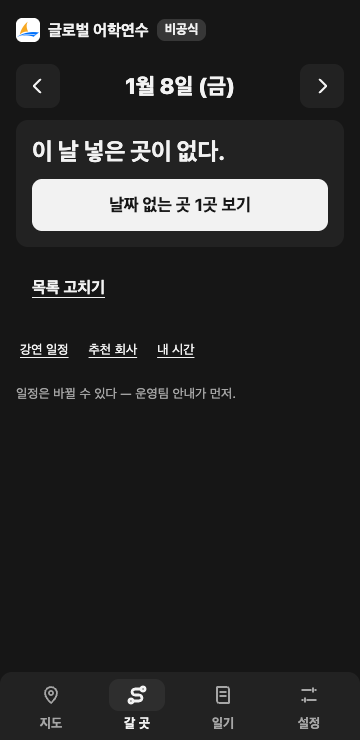 글로벌 어학연수 비공식
1월 8일 (금)
이 날 넣은 곳이 없다.
날짜 없는 곳 1곳 보기
목록 고치기
강연 일정 추천 회사 내 시간
일정은 바뀔 수 있다 — 운영팀 안내가 먼저.
지도 갈 곳 일기 설정